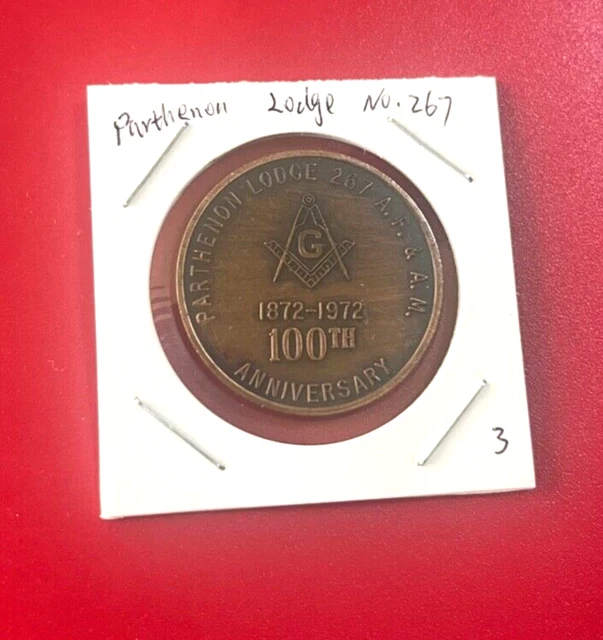 Parthenon Lodge No. 267
PARTHENON LODGE 267 A.F. & A.M.
G
1872-1972
100TH
ANNIVERSARY
3